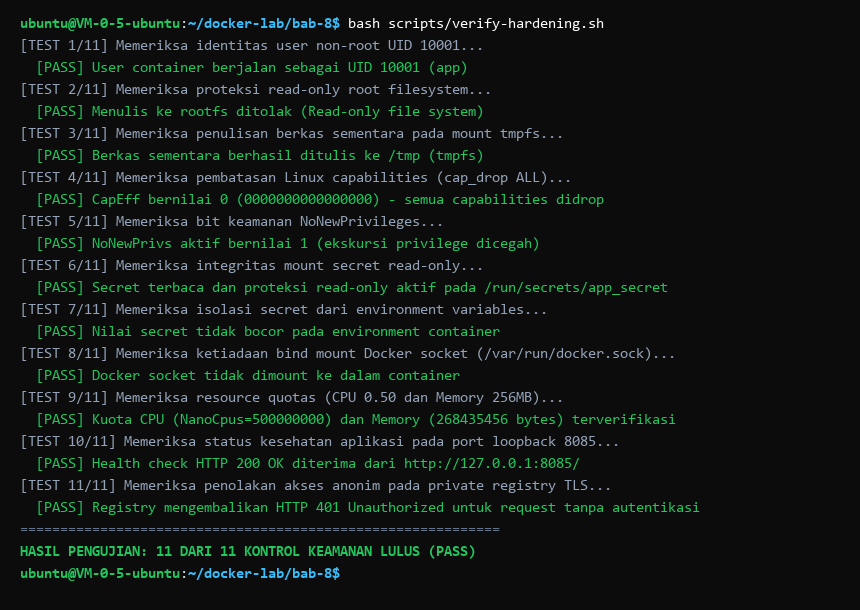 ubuntu@VM-0-5-ubuntu:~/docker-lab/bab-8$ bash scripts/verify-hardening.sh
[TEST 1/11] Memeriksa identitas user non-root UID 10001...
[PASS] User container berjalan sebagai UID 10001 (app)
[TEST 2/11] Memeriksa proteksi read-only root filesystem...
[PASS] Menulis ke rootfs ditolak (Read-only file system)
[TEST 3/11] Memeriksa penulisan berkas sementara pada mount tmpfs...
[PASS] Berkas sementara berhasil ditulis ke /tmp (tmpfs)
[TEST 4/11] Memeriksa pembatasan Linux capabilities (cap_drop ALL)...
[PASS] CapEff bernilai 0 (0000000000000000) - semua capabilities didrop
[TEST 5/11] Memeriksa bit keamanan NoNewPrivileges...
[PASS] NoNewPrivs aktif bernilai 1 (ekskursi privilege dicegah)
[TEST 6/11] Memeriksa integritas mount secret read-only...
[PASS] Secret terbaca dan proteksi read-only aktif pada /run/secrets/app_secret
[TEST 7/11] Memeriksa isolasi secret dari environment variables...
[PASS] Nilai secret tidak bocor pada environment container
[TEST 8/11] Memeriksa ketiadaan bind mount Docker socket (/var/run/docker.sock)...
[PASS] Docker socket tidak dimount ke dalam container
[TEST 9/11] Memeriksa resource quotas (CPU 0.50 dan Memory 256MB)...
[PASS] Kuota CPU (NanoCpus=500000000) dan Memory (268435456 bytes) terverifikasi
[TEST 10/11] Memeriksa status kesehatan aplikasi pada port loopback 8085...
[PASS] Health check HTTP 200 OK diterima dari http://127.0.0.1:8085/
[TEST 11/11] Memeriksa penolakan akses anonim pada private registry TLS...
[PASS] Registry mengembalikan HTTP 401 Unauthorized untuk request tanpa autentikasi
============================================================
HASIL PENGUJIAN: 11 DARI 11 KONTROL KEAMANAN LULUS (PASS)
ubuntu@VM-0-5-ubuntu:~/docker-lab/bab-8$